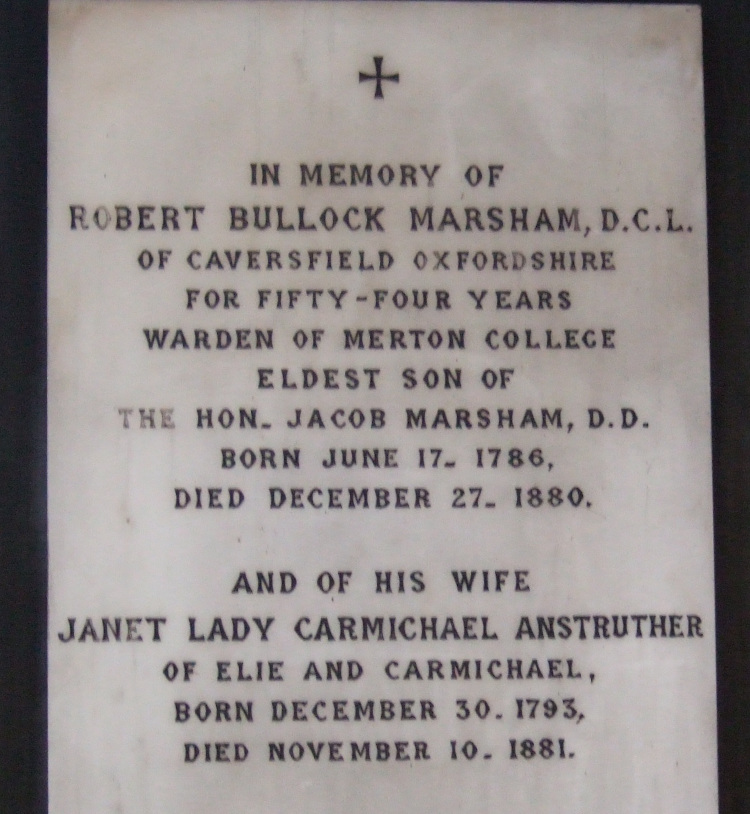 IN MEMORY OF
ROBERT BULLOCK MARSHAM, D.C.L.
OF CAVERSFIELD OXFORDSHIRE
FOR FIFTY-FOUR YEARS
WARDEN OF MERTON COLLEGE
ELDEST SON OF
THE HON. JACOB MARSHAM, D.D.
BORN JUNE 17. 1786,
DIED DECEMBER 27. 1880.
AND OF HIS WIFE
JANET LADY CARMICHAEL ANSTRUTHER
OF ELIE AND CARMICHAEL,
BORN DECEMBER 30. 1793,
DIED NOVEMBER 10. 1881.